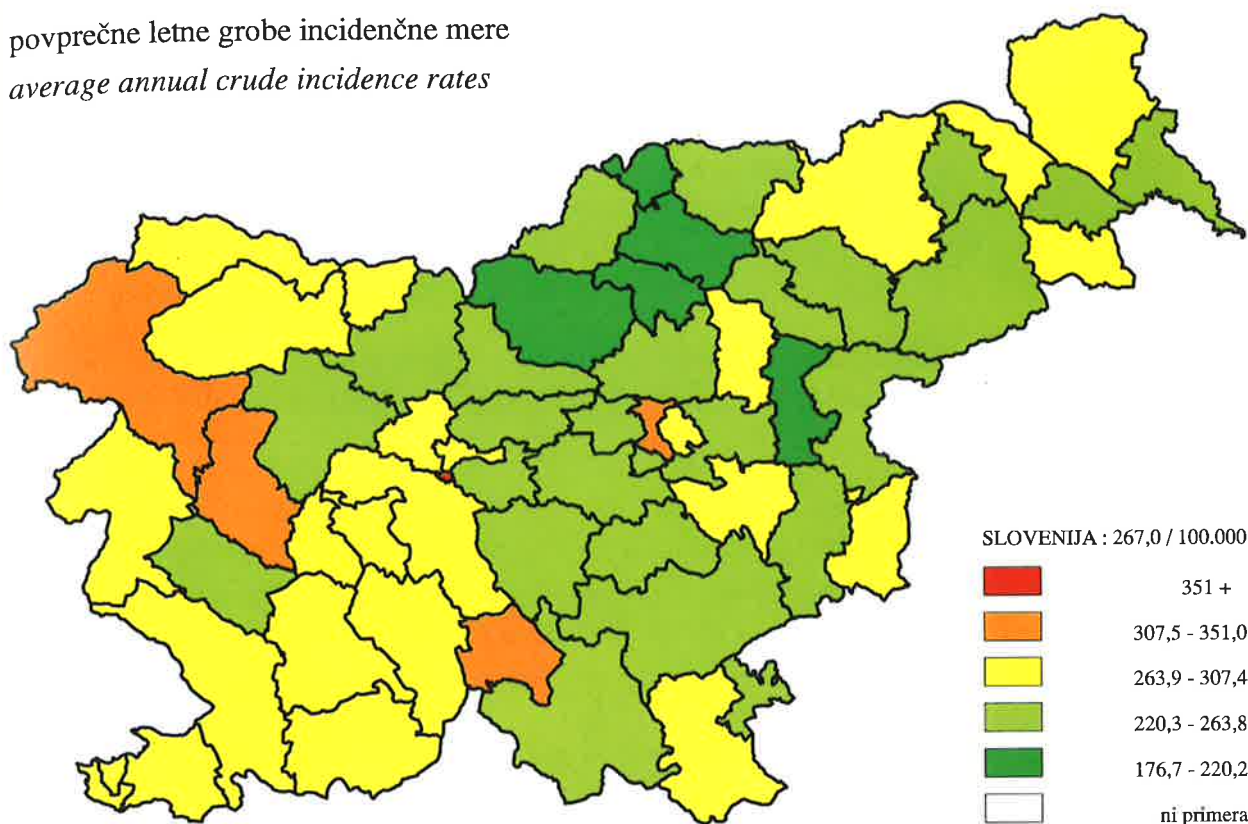 povprečne letne grobe incidenčne mere
average annual crude incidence rates
SLOVENIJA : 267,0 / 100.000
351 +
307,5 - 351,0
263,9 - 307,4
220,3 - 263,8
176,7 - 220,2
ni primera